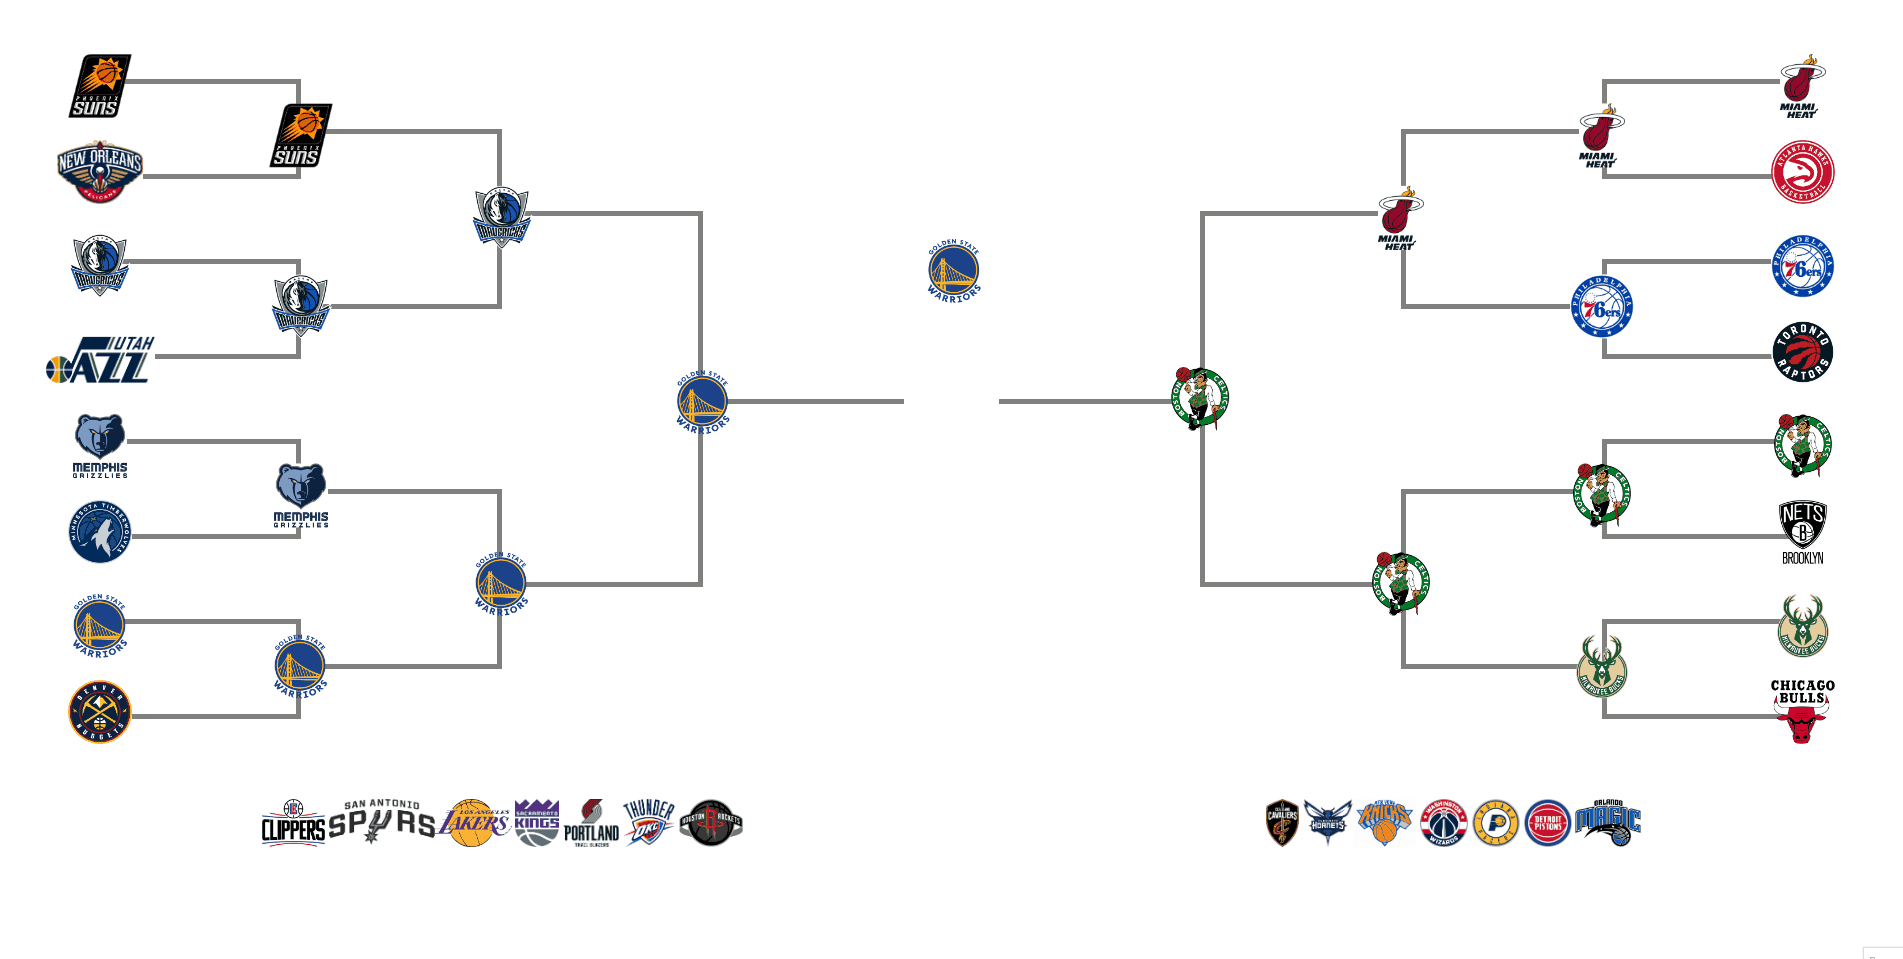 PHOENIX
SUNS
PHOENIX
SUNS
NEW ORLEANS
PELICANS
MAVERICKS
MAVERICKS
MAVERICKS
UTAH
JAZZ
MEMPHIS
GRIZZLIES
MEMPHIS
GRIZZLIES
MINNESOTA TIMBERWOLVES
GOLDEN STATE
WARRIORS
GOLDEN STATE
WARRIORS
GOLDEN STATE
WARRIORS
GOLDEN STATE
WARRIORS
DENVER
NUGGETS
GOLDEN STATE
WARRIORS
MIAMI
HEAT
MIAMI
HEAT
MIAMI
HEAT
ATLANTA HAWKS
BASKETBALL
PHILADELPHIA
76ers
PHILADELPHIA
76ers
TORONTO
RAPTORS
BOSTON CELTICS
BOSTON CELTICS
BOSTON CELTICS
BOSTON CELTICS
NETS
B
BROOKLYN
MILWAUKEE BUCKS
MILWAUKEE BUCKS
CHICAGO
BULLS
CLIPPERS
SAN ANTONIO
SPURS
LOS ANGELES
LAKERS
SACRAMENTO
KINGS
PORTLAND
TRAIL BLAZERS
THUNDER
OKC
HOUSTON ROCKETS
R
CAVALIERS
HORNETS
NEW YORK
KNICKS
WASHINGTON
WIZARDS
INDIANA
PACERS
P
DETROIT
PISTONS
ORLANDO
MAGIC